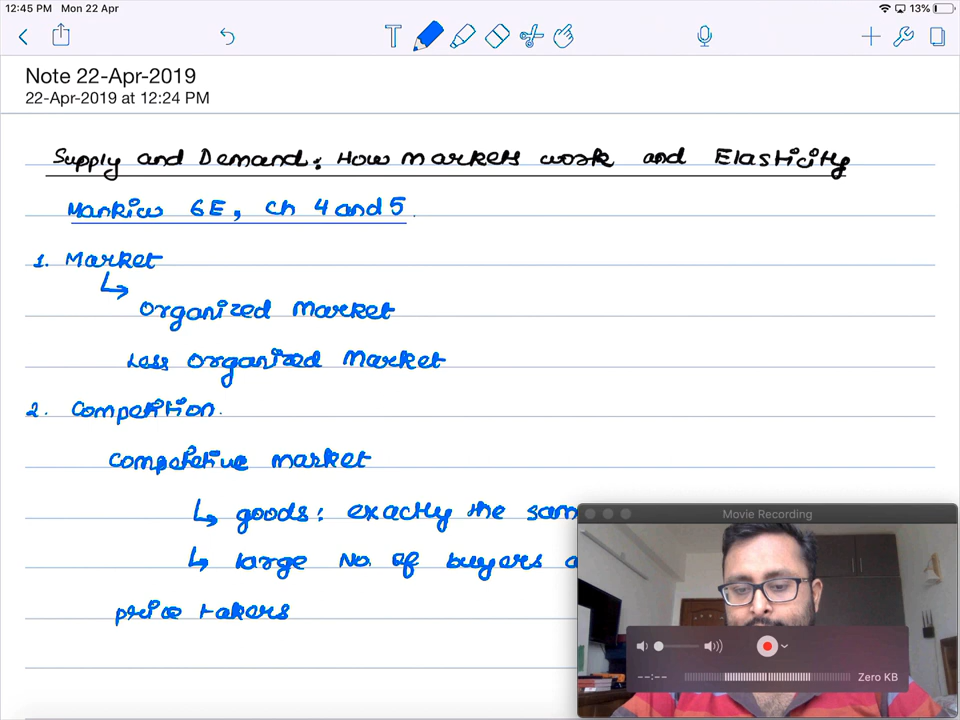 12:45 PM Mon 22 Apr
13%
T
Note 22-Apr-2019
22-Apr-2019 at 12:24 PM
Supply and Demand: How markets work and Elasticity
Mankiw 6E, Ch 4 and 5.
1. Market
Organized Market
Less Organized Market
2. Competition.
Competetive market
goods: exactly the sam
large No. of buyers a
price takers
Movie Recording
--:--
Zero KB